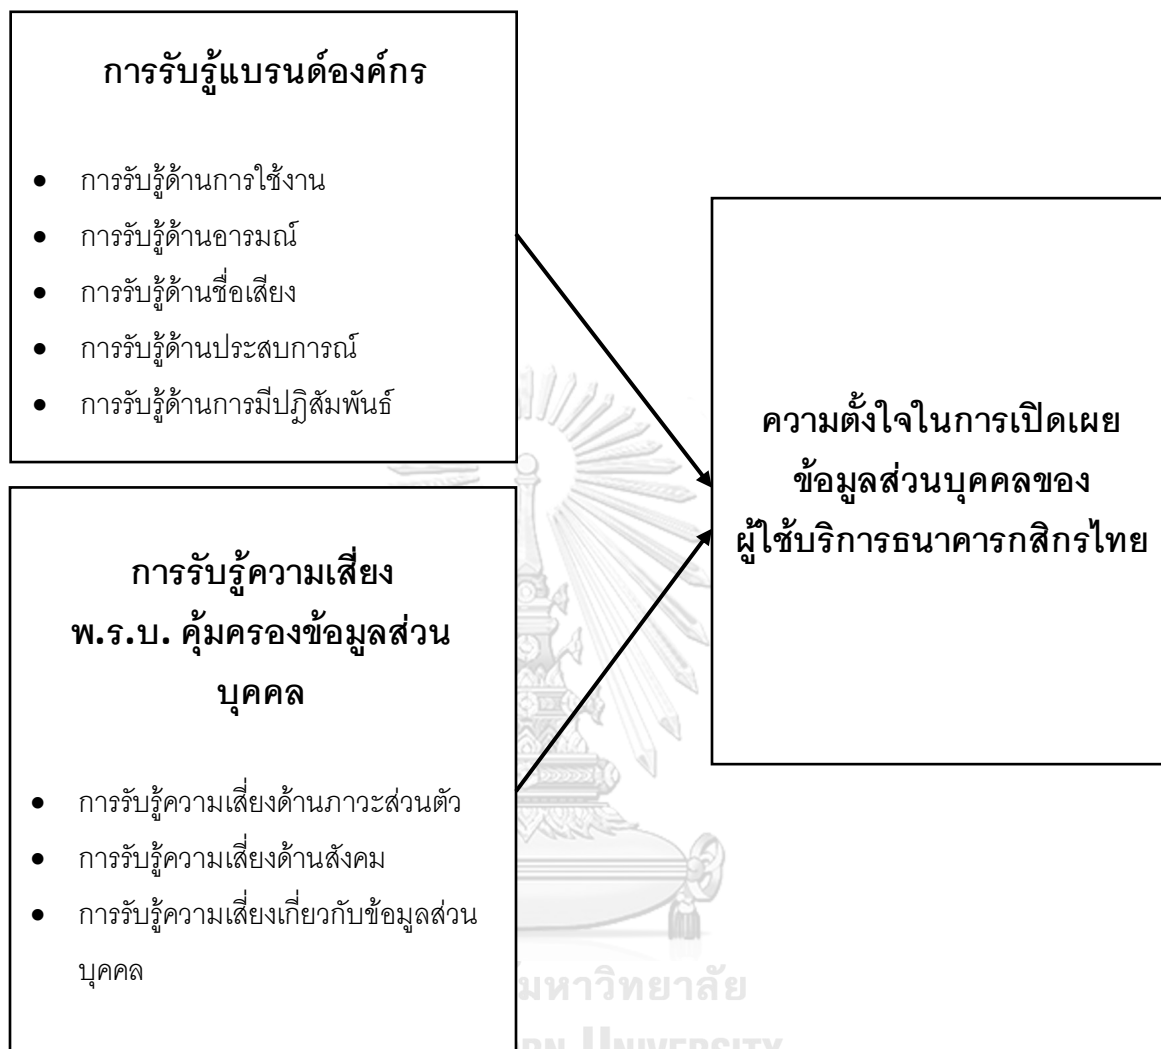 การรับรู้แบรนด์องค์กร
● การรับรู้ด้านการใช้งาน
● การรับรู้ด้านอารมณ์
● การรับรู้ด้านชื่อเสียง
● การรับรู้ด้านประสบการณ์
● การรับรู้ด้านการมีปฏิสัมพันธ์
การรับรู้ความเสี่ยง
พ.ร.บ. คุ้มครองข้อมูลส่วน
บุคคล
● การรับรู้ความเสี่ยงด้านภาวะส่วนตัว
● การรับรู้ความเสี่ยงด้านสังคม
● การรับรู้ความเสี่ยงเกี่ยวกับข้อมูลส่วน
บุคคล
ความตั้งใจในการเปิดเผย
ข้อมูลส่วนบุคคลของ
ผู้ใช้บริการธนาคารกสิกรไทย
มหาวิทยาลัย
UNIVERSITY